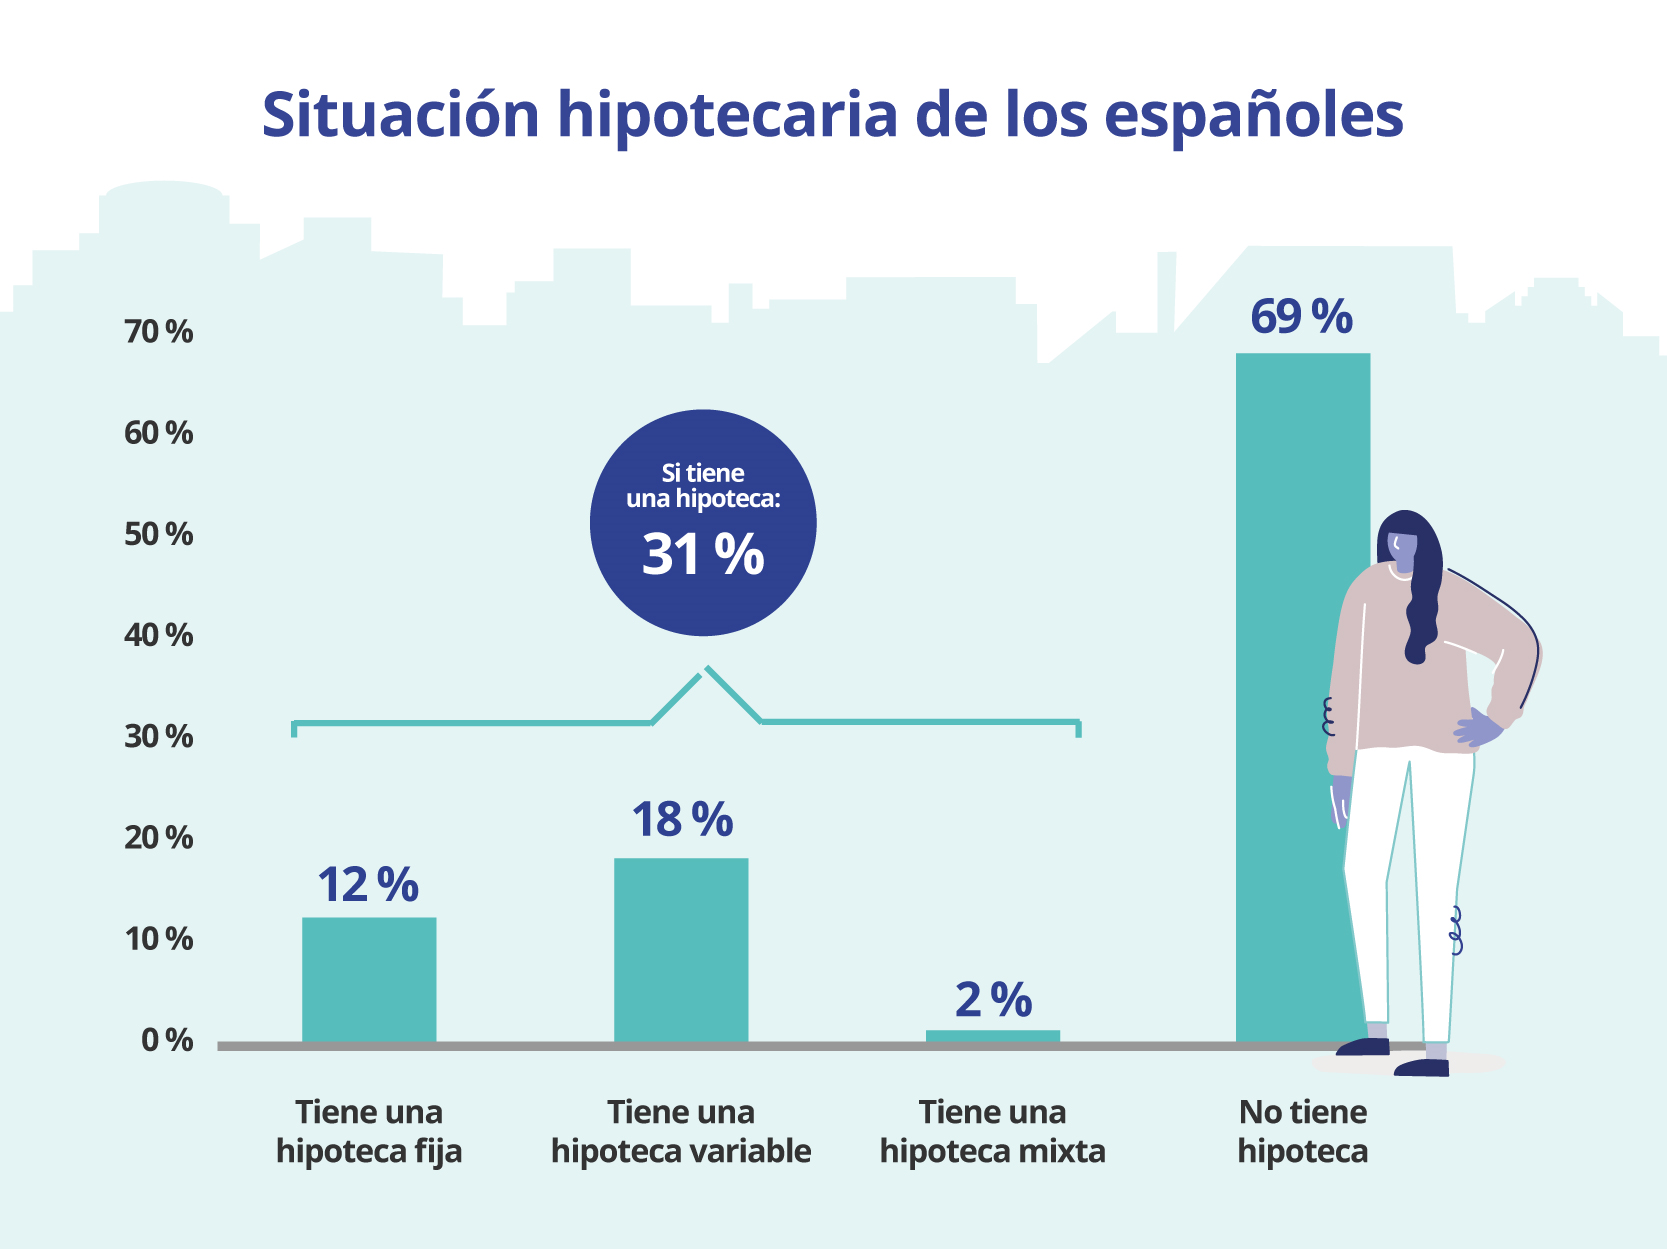 Situación hipotecaria de los españoles
70 %
60 %
50 %
40 %
30 %
20 %
10 %
0 %
Si tiene
una hipoteca:
31 %
12 %
18 %
2 %
69 %
Tiene una
hipoteca fija
Tiene una
hipoteca variable
Tiene una
hipoteca mixta
No tiene
hipoteca